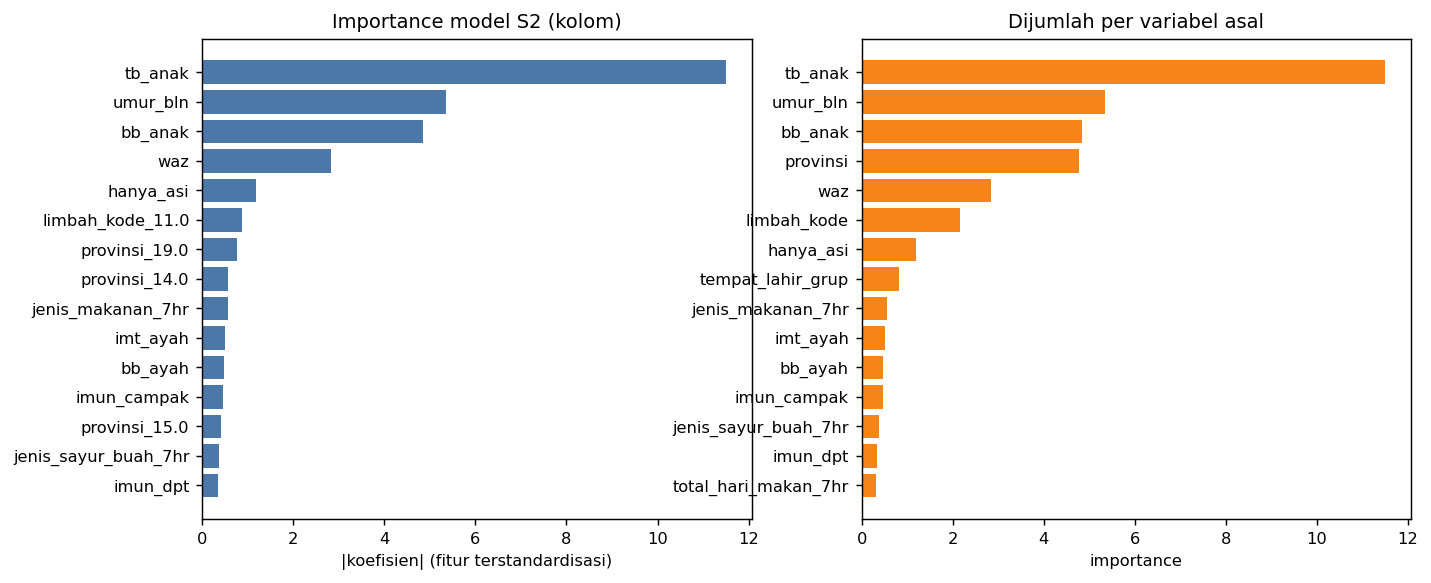 Importance model S2 (kolom)
tb_anak
umur_bln
bb_anak
waz
hanya_asi
limbah_kode_11.0
provinsi_19.0
provinsi_14.0
jenis_makanan_7hr
imt_ayah
bb_ayah
imun_campak
provinsi_15.0
jenis_sayur_buah_7hr
imun_dpt
0 2 4 6 8 10 12
|koefisien| (fitur terstandardisasi)
Dijumlah per variabel asal
tb_anak
umur_bln
bb_anak
provinsi
waz
limbah_kode
hanya_asi
tempat_lahir_grup
jenis_makanan_7hr
imt_ayah
bb_ayah
imun_campak
jenis_sayur_buah_7hr
imun_dpt
total_hari_makan_7hr
0 2 4 6 8 10 12
importance